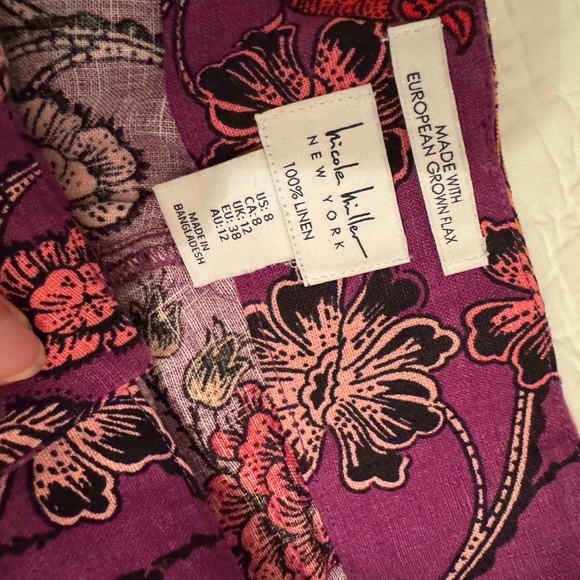 MADE WITH
EUROPEAN GROWN FLAX
nicole miller
NEW YORK
100% LINEN
US: 8
CA: 8
UK: 12
EU: 38
AU: 12
MADE IN
BANGLADESH